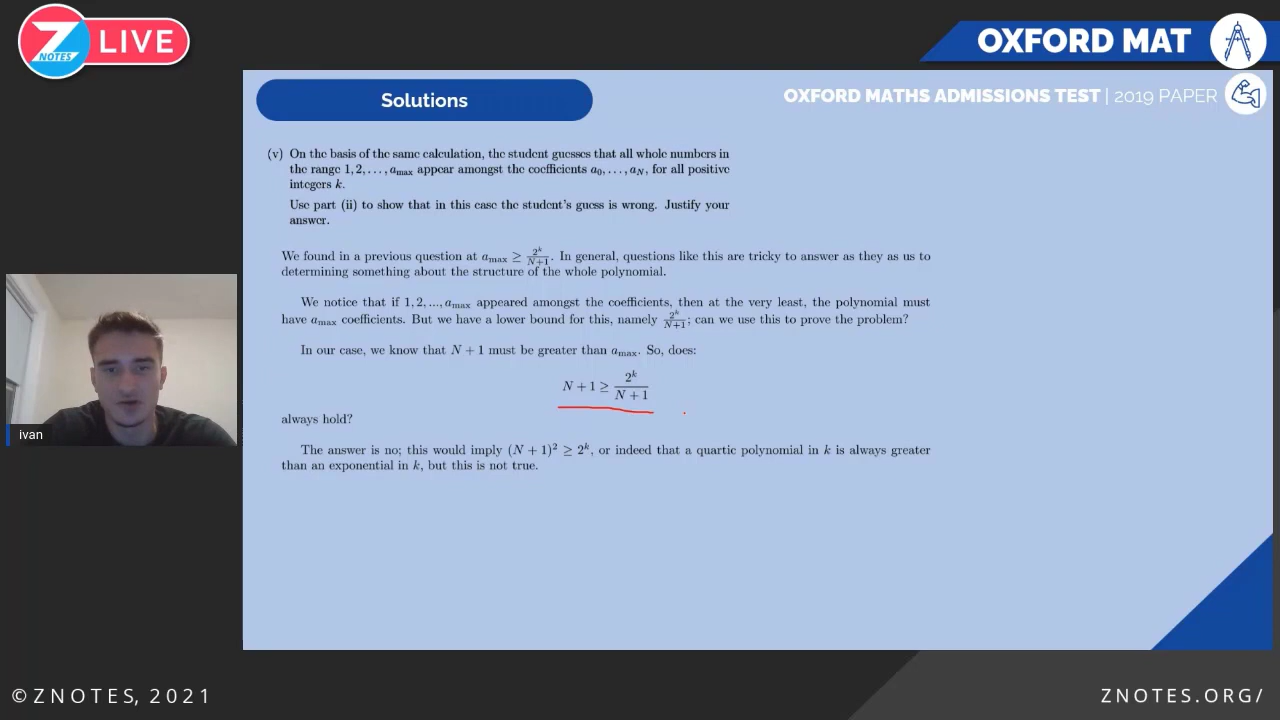 Z NOTES LIVE
OXFORD MAT
Solutions
OXFORD MATHS ADMISSIONS TEST | 2019 PAPER
(v) On the basis of the same calculation, the student guesses that all whole numbers in
the range 1, 2, . . . , a_max appear amongst the coefficients a_0, . . . , a_N, for all positive
integers k.
Use part (ii) to show that in this case the student's guess is wrong. Justify your
answer.
We found in a previous question at a_max ≥ 2^k/(N+1). In general, questions like this are tricky to answer as they as us to
determining something about the structure of the whole polynomial.
We notice that if 1, 2, ..., a_max appeared amongst the coefficients, then at the very least, the polynomial must
have a_max coefficients. But we have a lower bound for this, namely 2^k/(N+1); can we use this to prove the problem?
In our case, we know that N + 1 must be greater than a_max. So, does:
N + 1 ≥ 2^k/(N + 1)
always hold?
The answer is no; this would imply (N + 1)^2 ≥ 2^k, or indeed that a quartic polynomial in k is always greater
than an exponential in k, but this is not true.
ivan
© ZNOTES, 2021
ZNOTES.ORG/